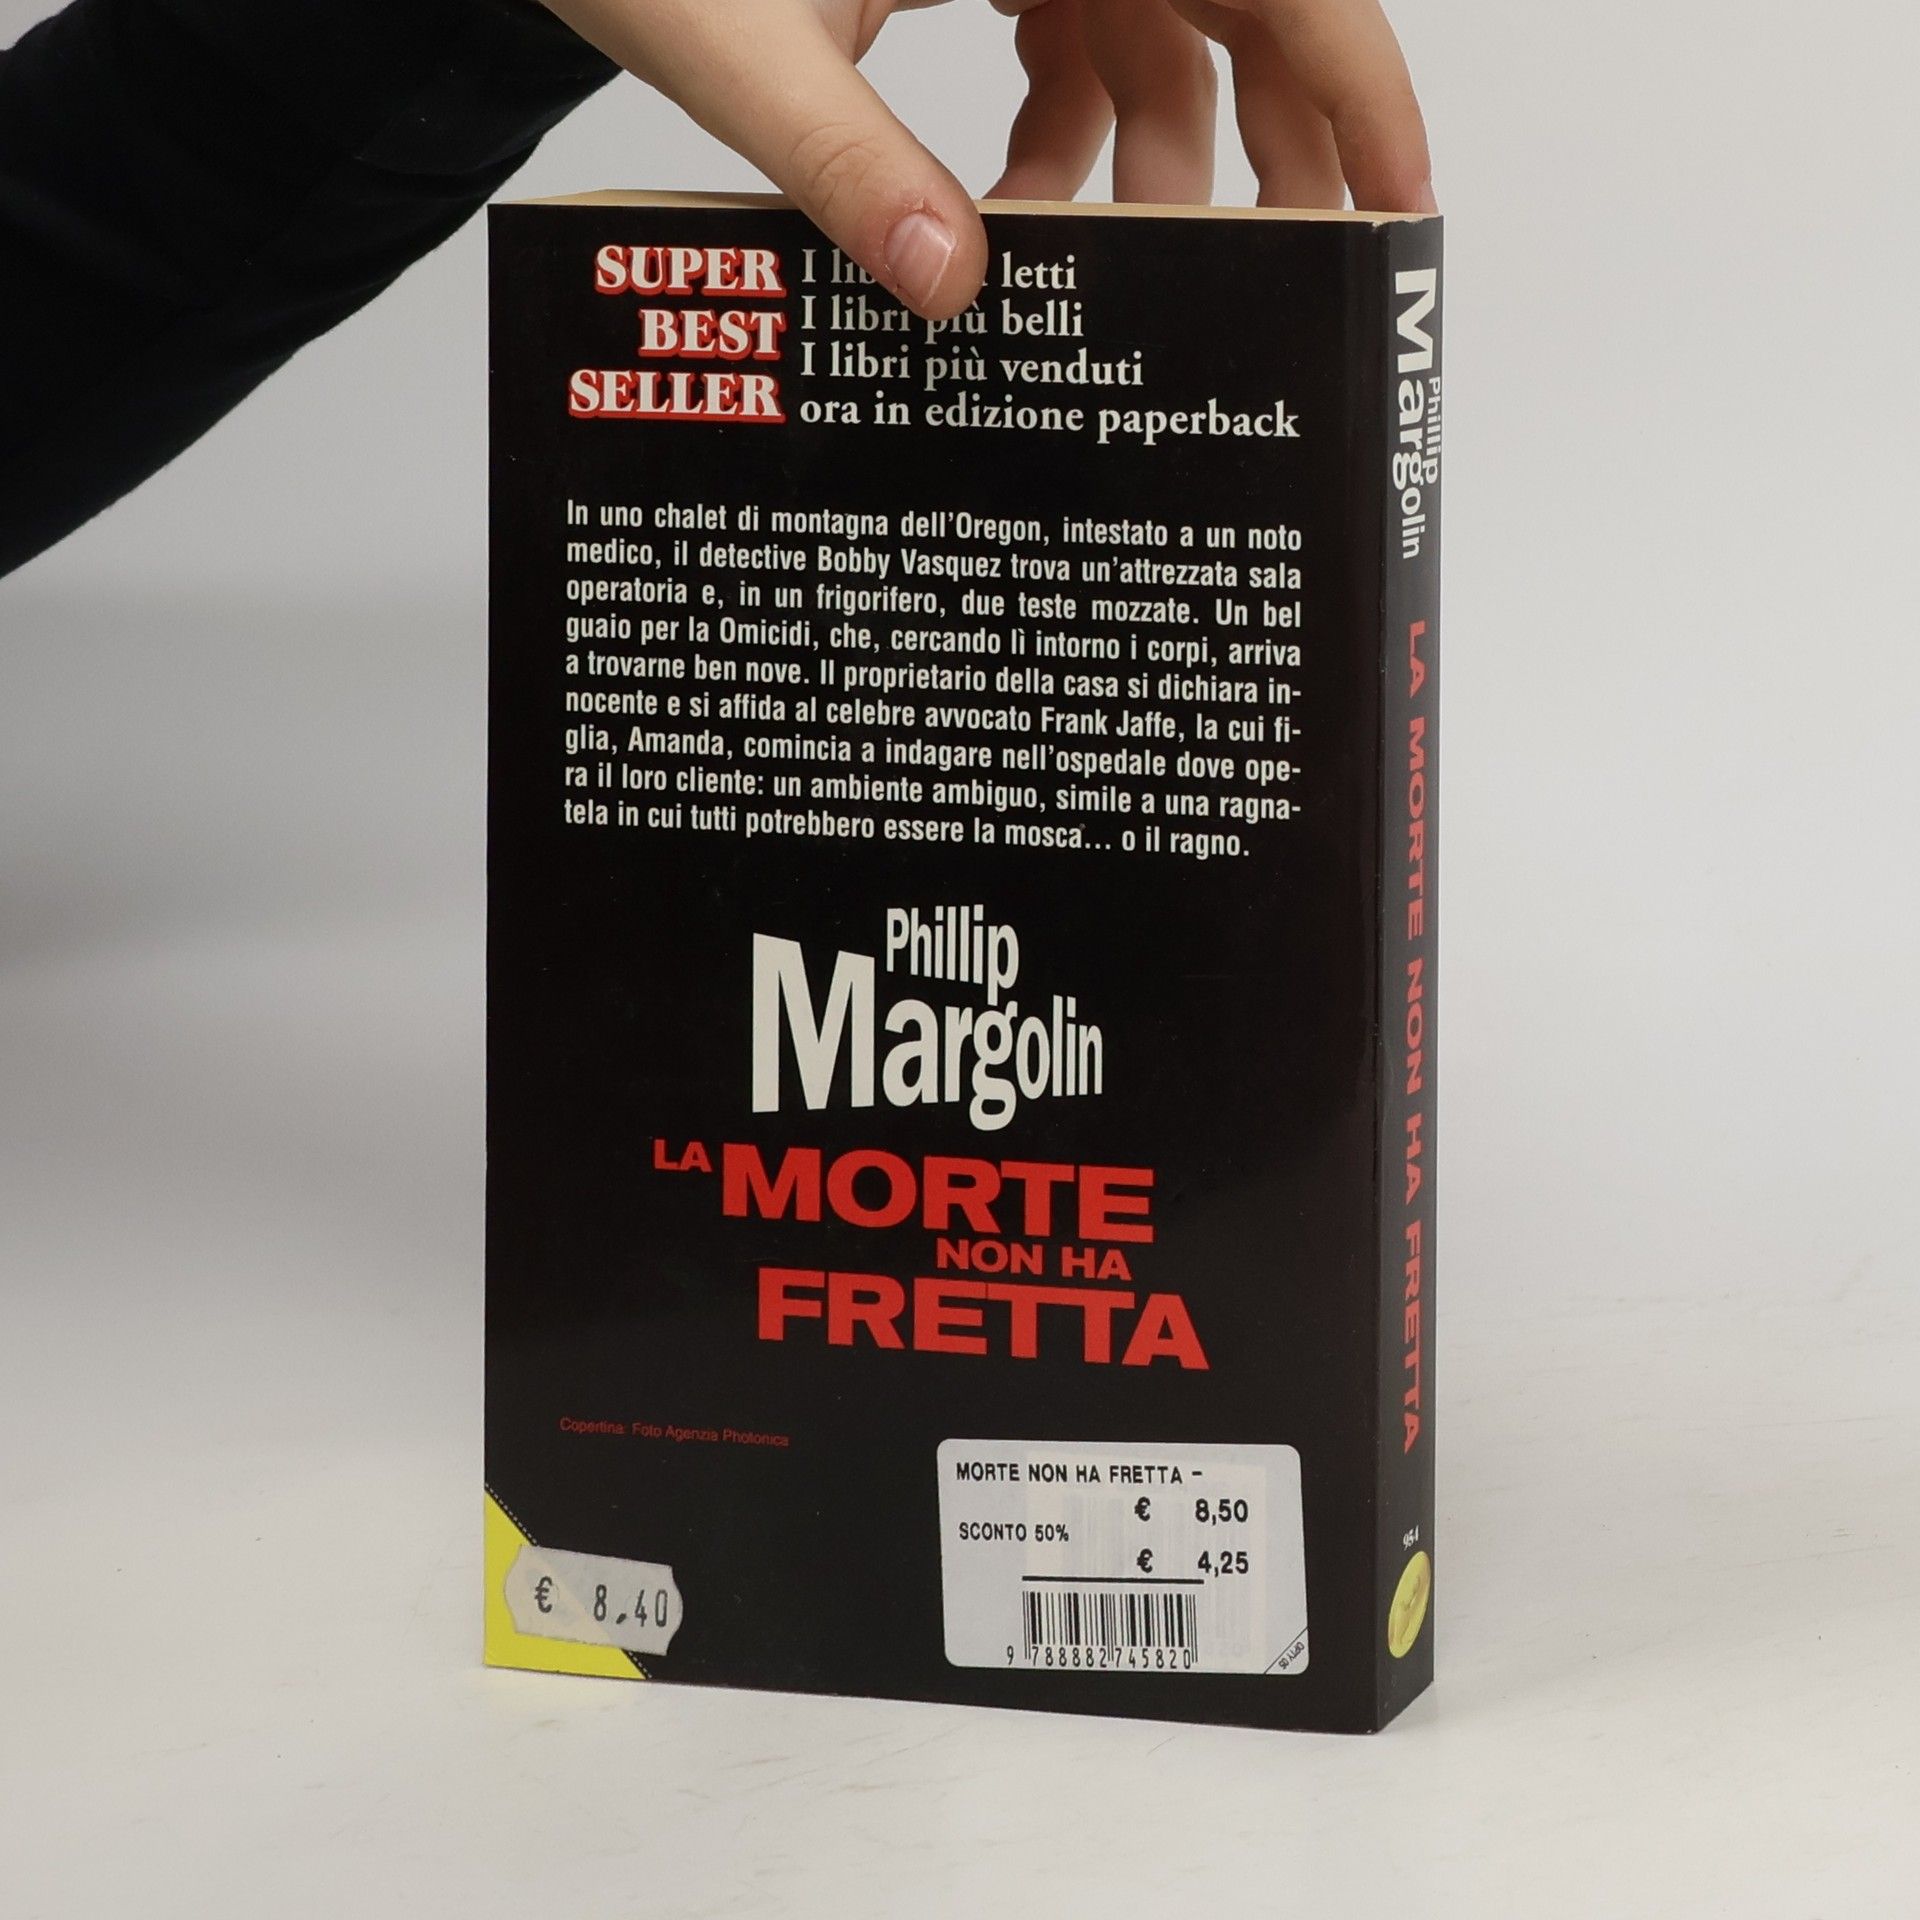 SUPER
BEST
SELLER
I letti
I libri più belli
I libri più venduti
ora in edizione paperback
In uno chalet di montagna dell'Oregon, intestato a un noto
medico, il detective Bobby Vasquez trova un'attrezzata sala
operatoria e, in un frigorifero, due teste mozzate. Un bel
guaio per la Omicidi, che, cercando lì intorno i corpi, arriva
a trovarne ben nove. Il proprietario della casa si dichiara in-
nocente e si affida al celebre avvocato Frank Jaffe, la cui fi-
glia, Amanda, comincia a indagare nell'ospedale dove ope-
ra il loro cliente: un ambiente ambiguo, simile a una ragna-
tela in cui tutti potrebbero essere la mosca... o il ragno.
Phillip
Margolin
LA MORTE
NON HA
FRETTA
Copertina: Foto Agenzia Photonica
MORTE NON HA FRETTA -
€ 8,50
SCONTO 50%
€ 4,25
9 788882 745820
OPTY 05
€ 8,40
Phillip
Margolin
LA MORTE NON HA FRETTA
954